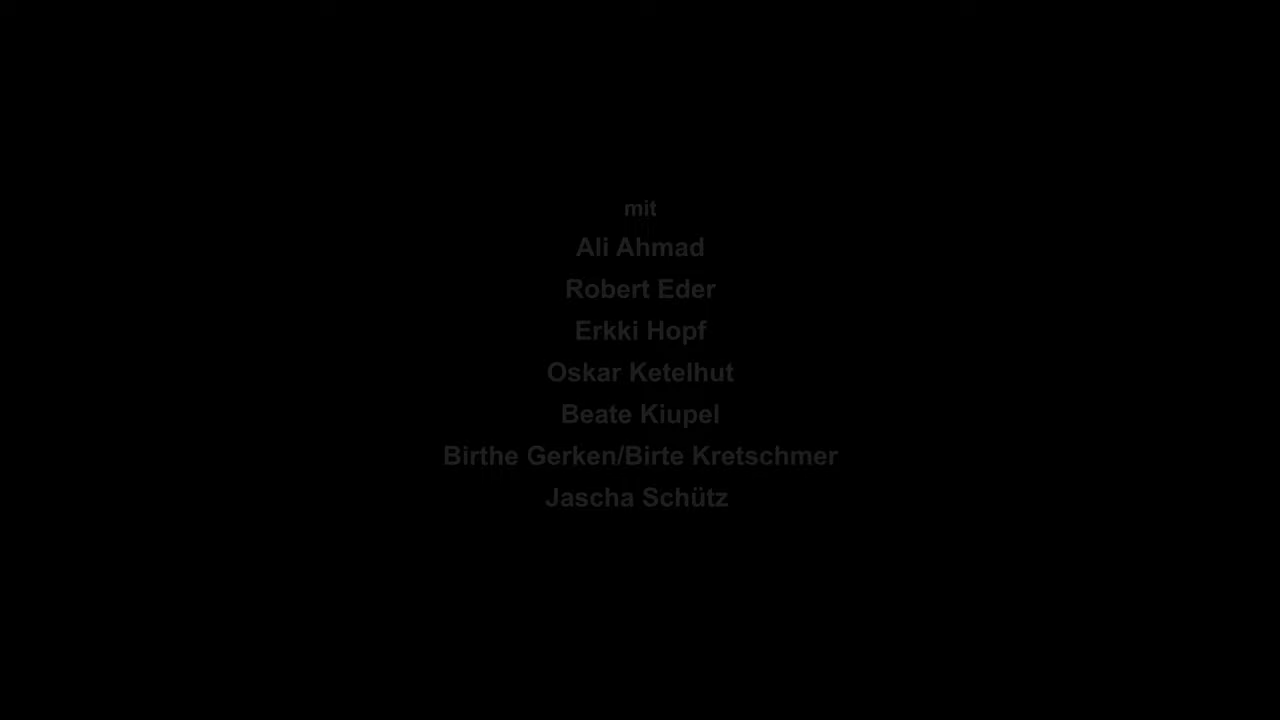 mit
Ali Ahmad
Robert Eder
Erkki Hopf
Oskar Ketelhut
Beate Kiupel
Birthe Gerken/Birte Kretschmer
Jascha Schütz